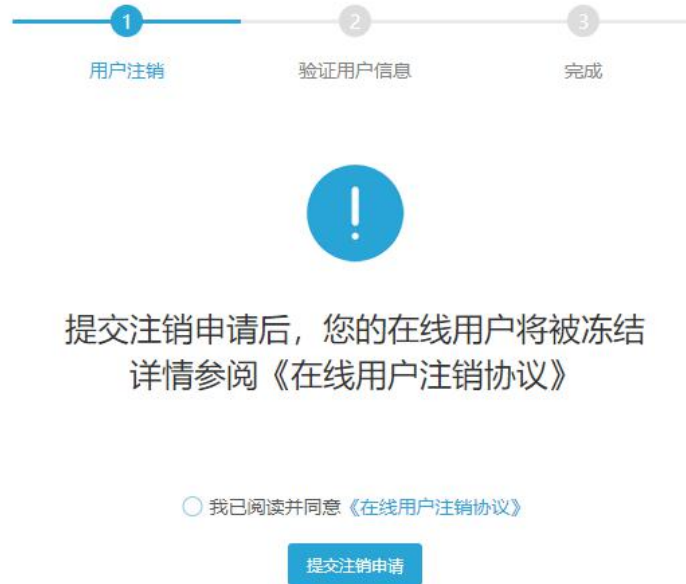 1 2 3
用户注销 验证用户信息 完成
!
提交注销申请后，您的在线用户将被冻结
详情参阅《在线用户注销协议》
我已阅读并同意《在线用户注销协议》
提交注销申请